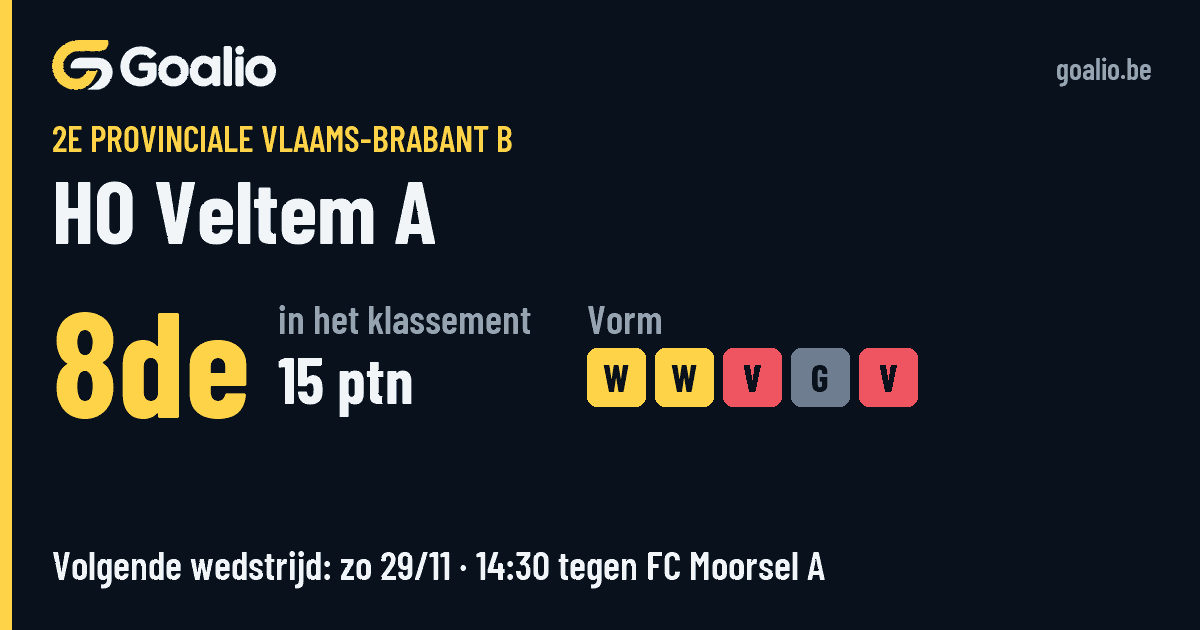 Goalio
goalio.be
2E PROVINCIALE VLAAMS-BRABANT B
HO Veltem A
8de
in het klassement
15 ptn
Vorm
W W V G V
Volgende wedstrijd: zo 29/11 · 14:30 tegen FC Moorsel A